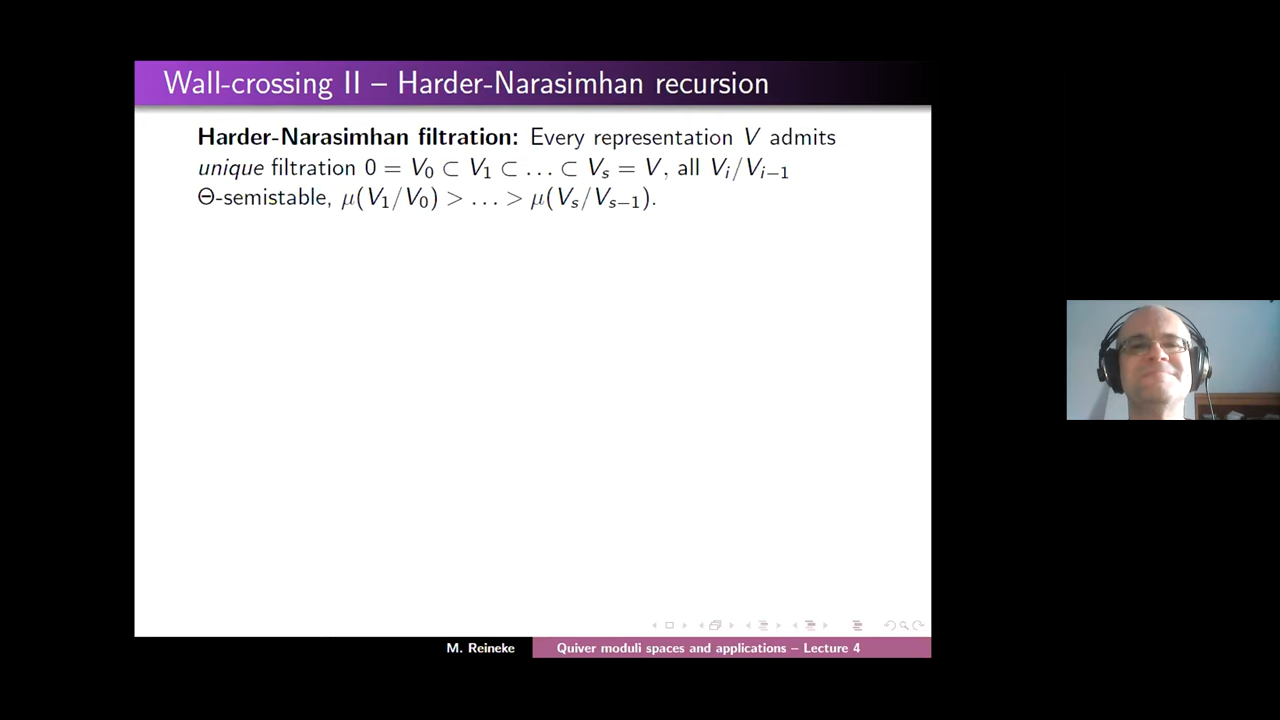 Wall-crossing II – Harder-Narasimhan recursion
Harder-Narasimhan filtration: Every representation V admits
unique filtration 0 = V₀ ⊂ V₁ ⊂ … ⊂ Vₛ = V, all Vᵢ/Vᵢ₋₁
Θ-semistable, μ(V₁/V₀) > … > μ(Vₛ/Vₛ₋₁).
M. Reineke
Quiver moduli spaces and applications – Lecture 4